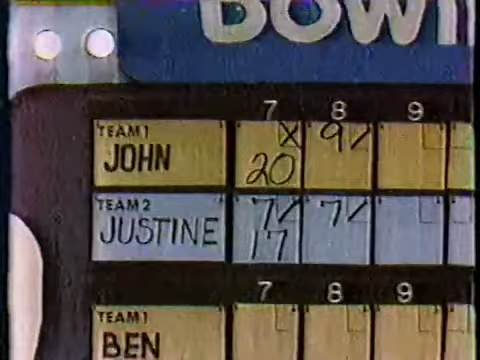 BOWI
7 8 9
TEAM 1
JOHN X 9/
20
TEAM 2
JUSTINE 7/ 7/
17
7 8 9
TEAM 1
BEN